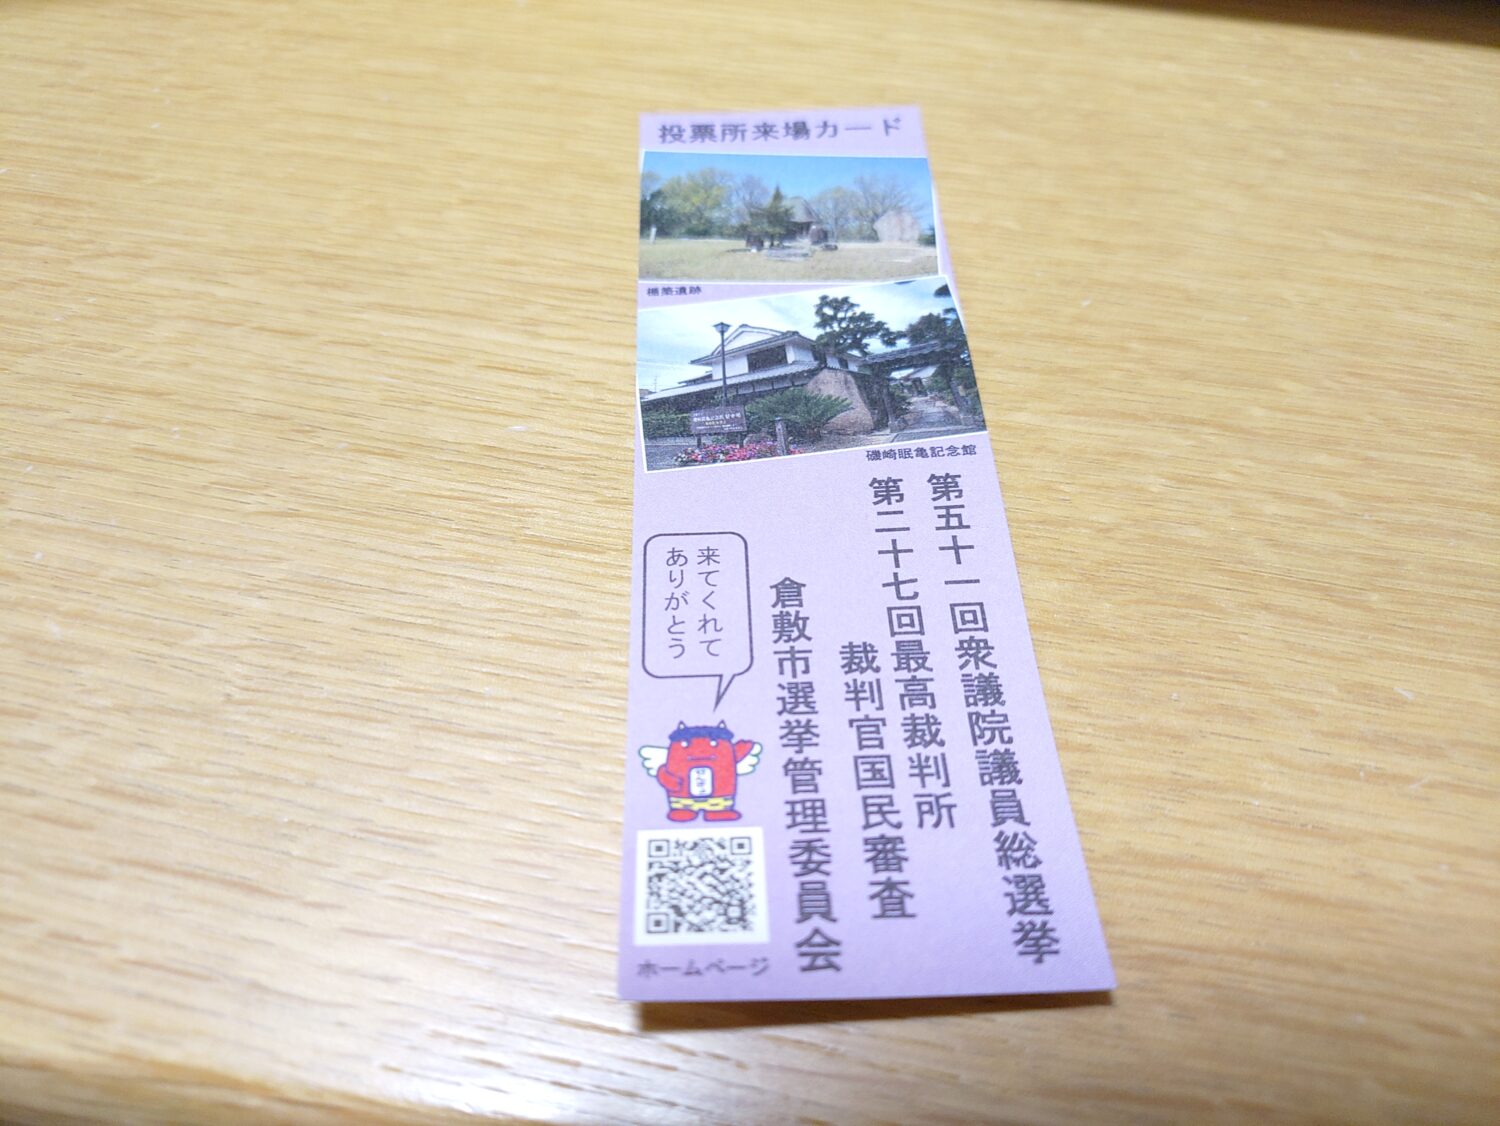 投票所来場カード
楯築遺跡
磯崎眠亀記念館
第五十一回衆議院議員総選挙
第二十七回最高裁判所
裁判官国民審査
倉敷市選挙管理委員会
来てくれて
ありがとう
ホームページ